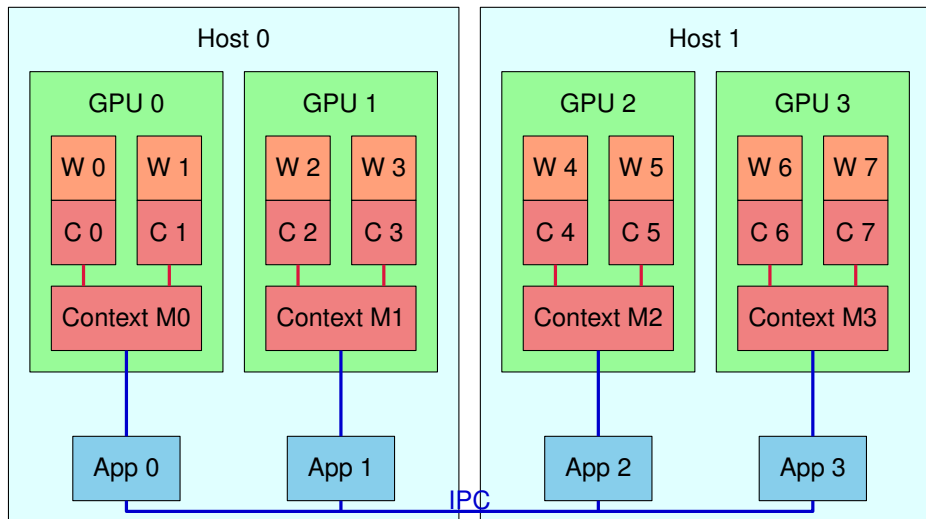 Host 0
Host 1
GPU 0
GPU 1
GPU 2
GPU 3
W 0
W 1
W 2
W 3
W 4
W 5
W 6
W 7
C 0
C 1
C 2
C 3
C 4
C 5
C 6
C 7
Context M0
Context M1
Context M2
Context M3
App 0
App 1
App 2
App 3
IPC